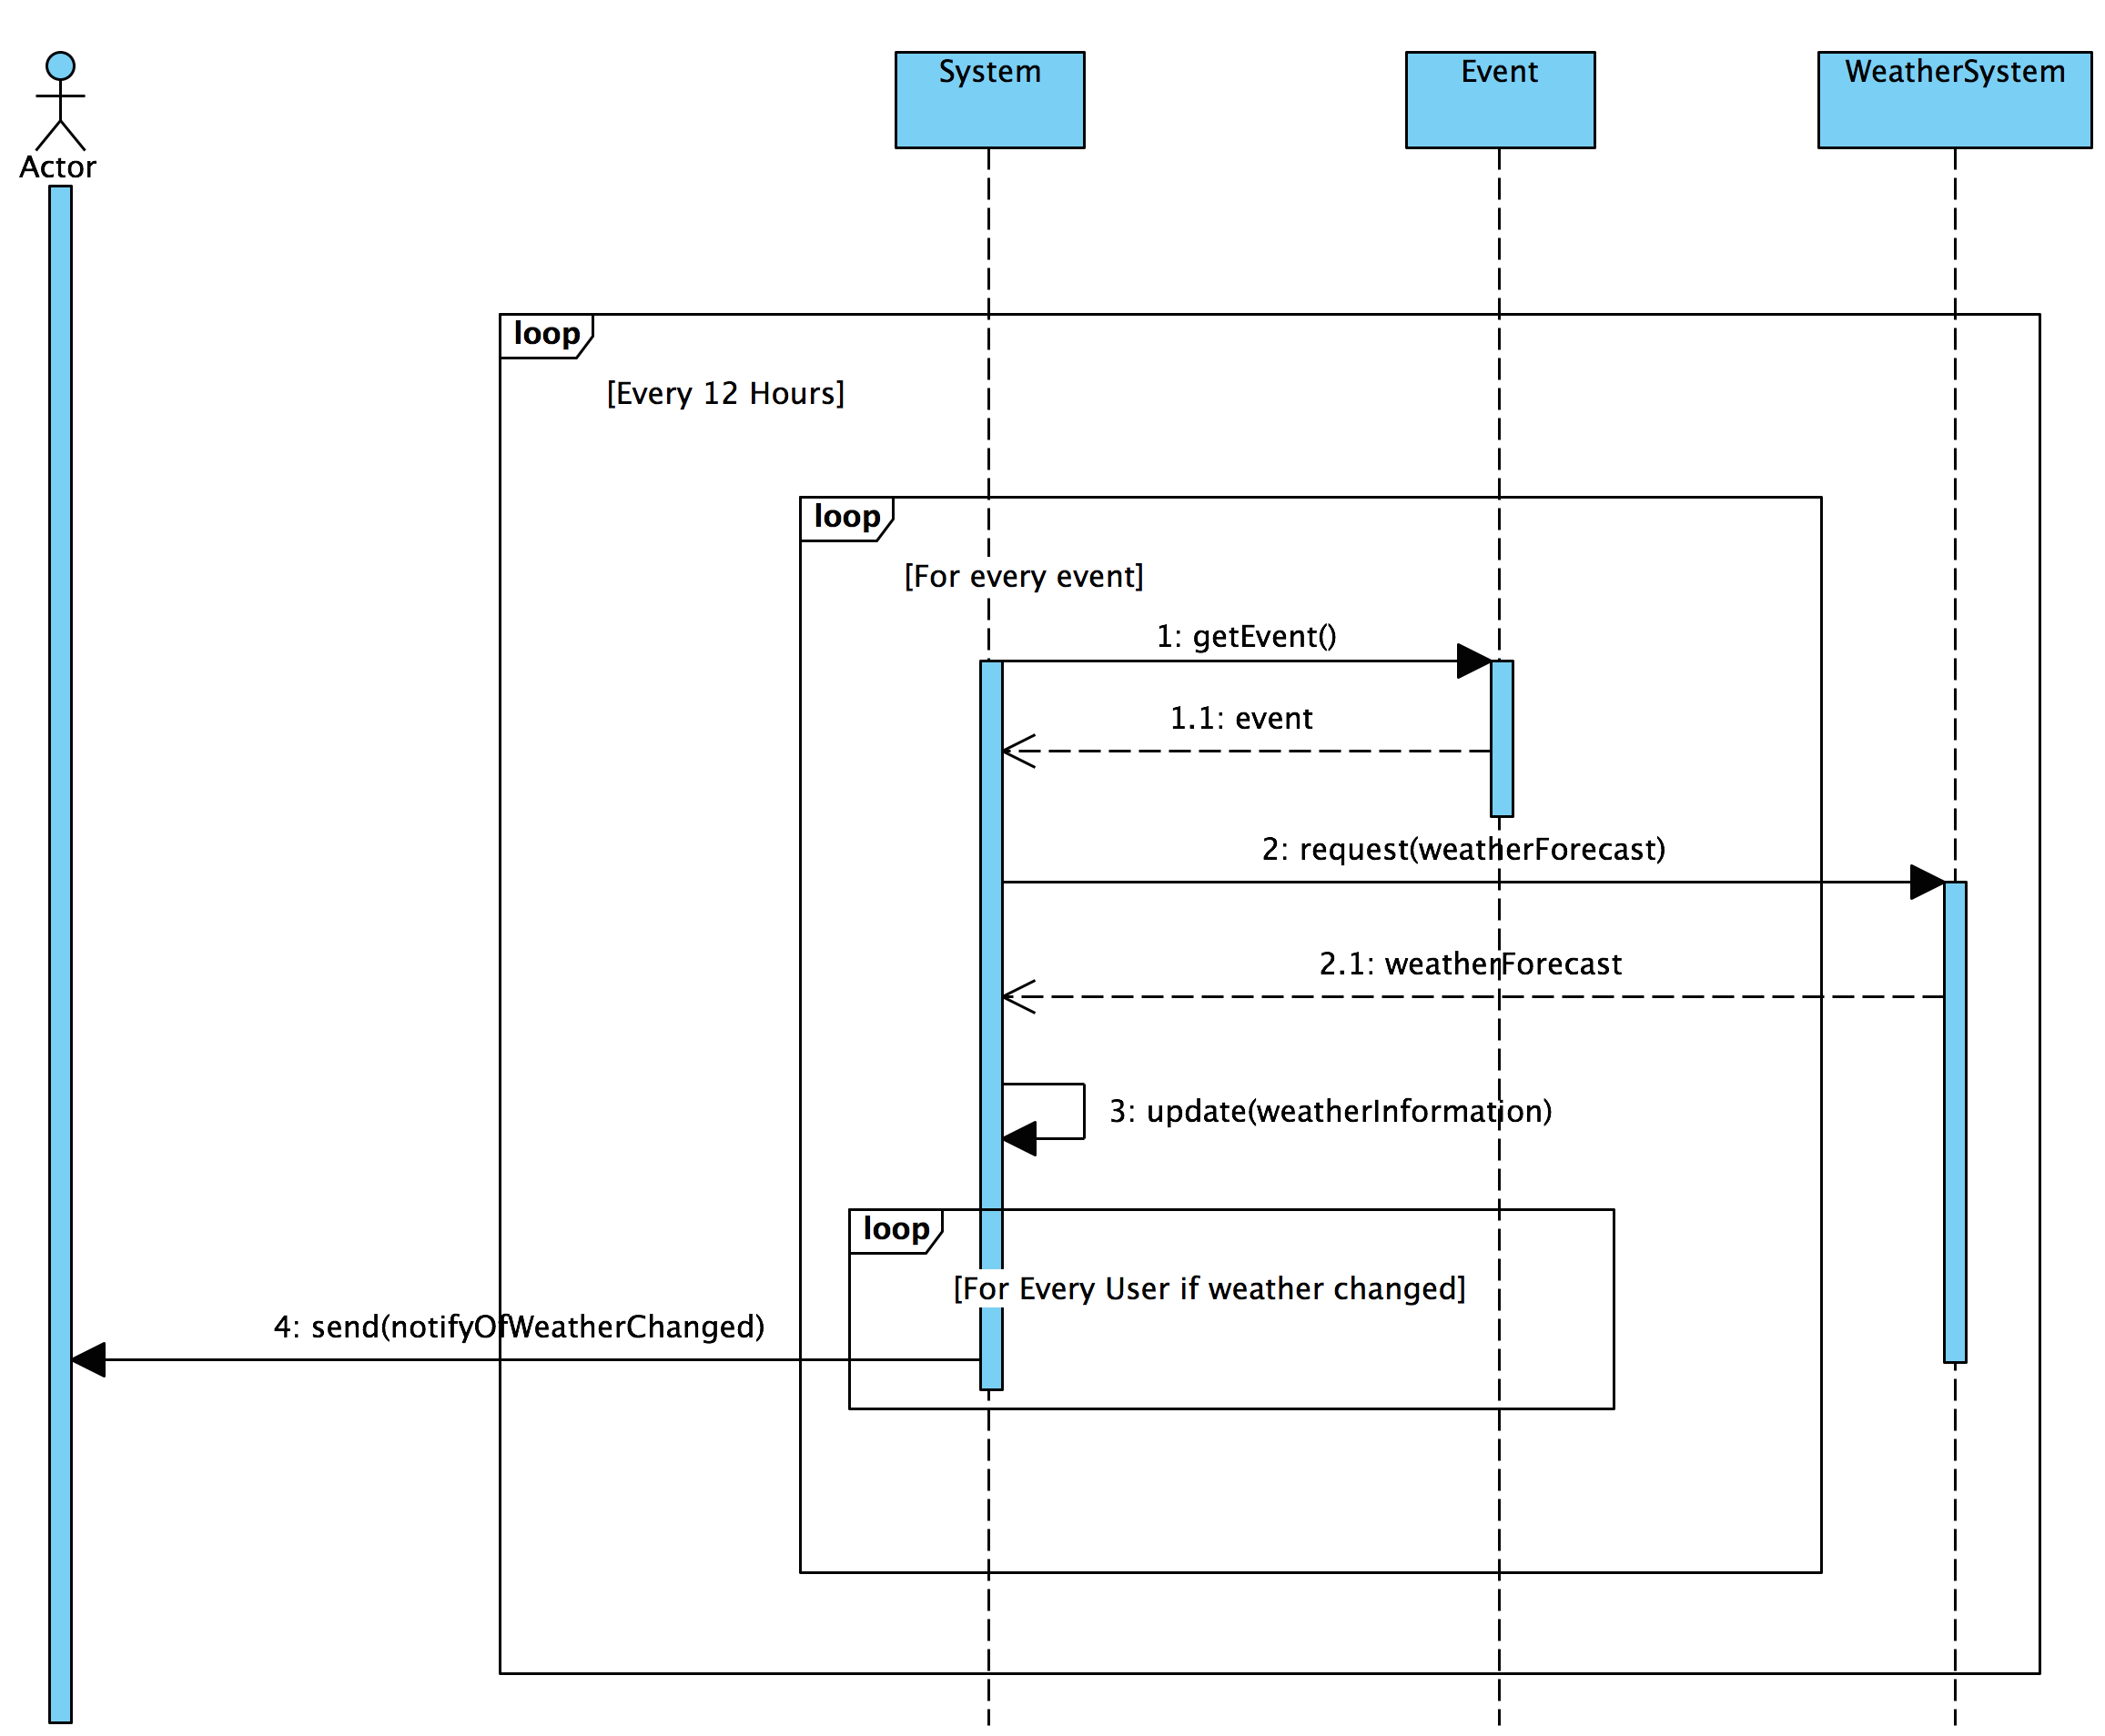 Actor
System
Event
WeatherSystem
loop
[Every 12 Hours]
loop
[For every event]
1: getEvent()
1.1: event
2: request(weatherForecast)
2.1: weatherForecast
3: update(weatherInformation)
loop
[For Every User if weather changed]
4: send(notifyOfWeatherChanged)